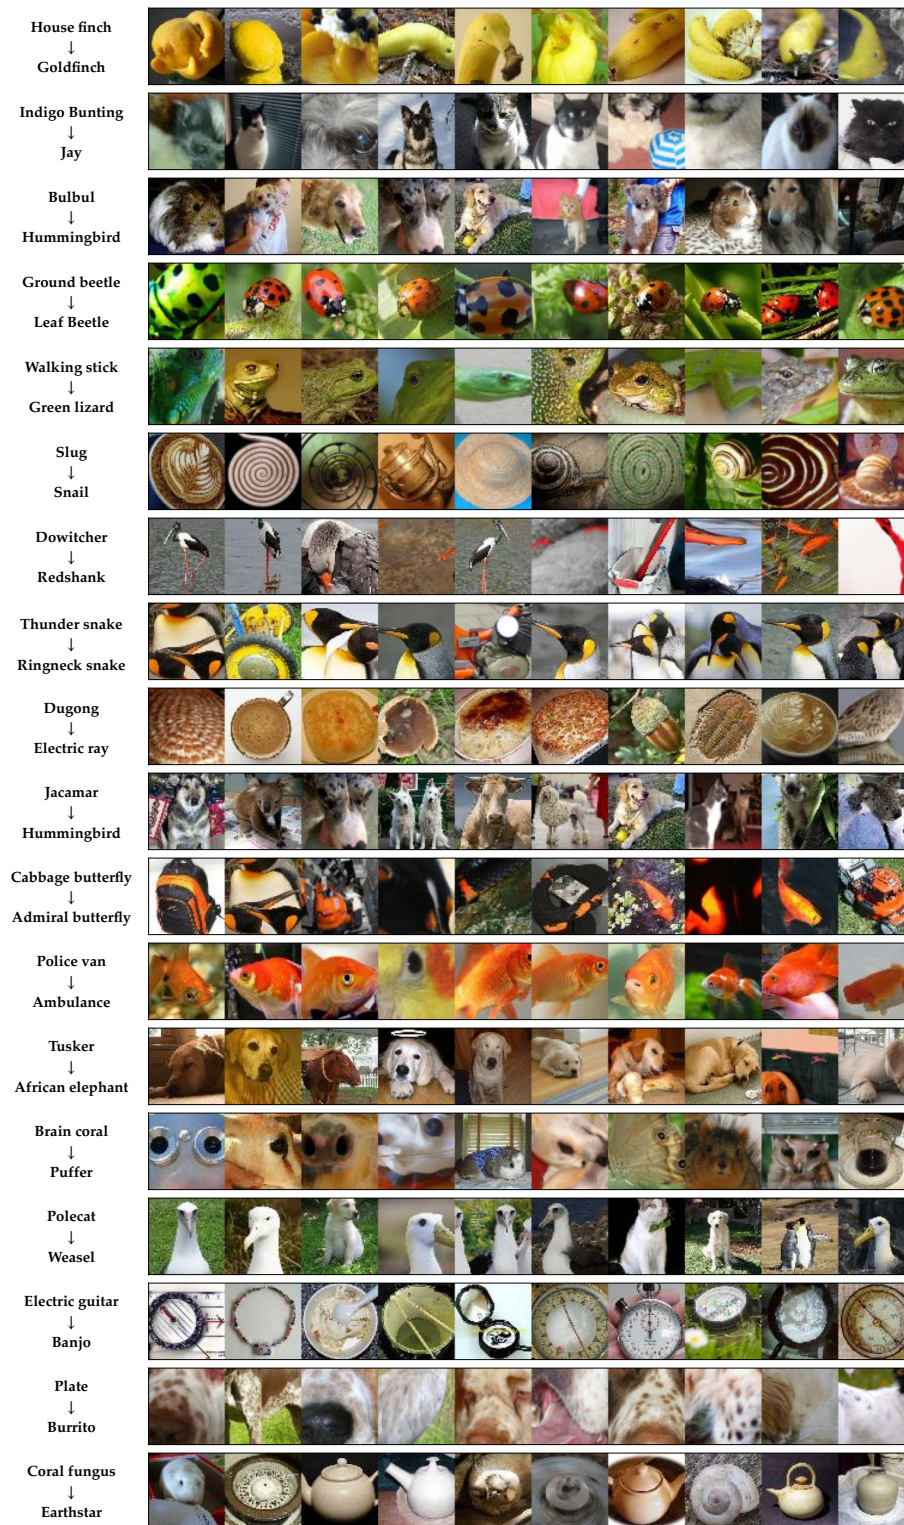 House finch
↓
Goldfinch
Indigo Bunting
↓
Jay
Bulbul
↓
Hummingbird
Ground beetle
↓
Leaf Beetle
Walking stick
↓
Green lizard
Slug
↓
Snail
Dowitcher
↓
Redshank
Thunder snake
↓
Ringneck snake
Dugong
↓
Electric ray
Jacamar
↓
Hummingbird
Cabbage butterfly
↓
Admiral butterfly
Police van
↓
Ambulance
Tusker
↓
African elephant
Brain coral
↓
Puffer
Polecat
↓
Weasel
Electric guitar
↓
Banjo
Plate
↓
Burrito
Coral fungus
↓
Earthstar